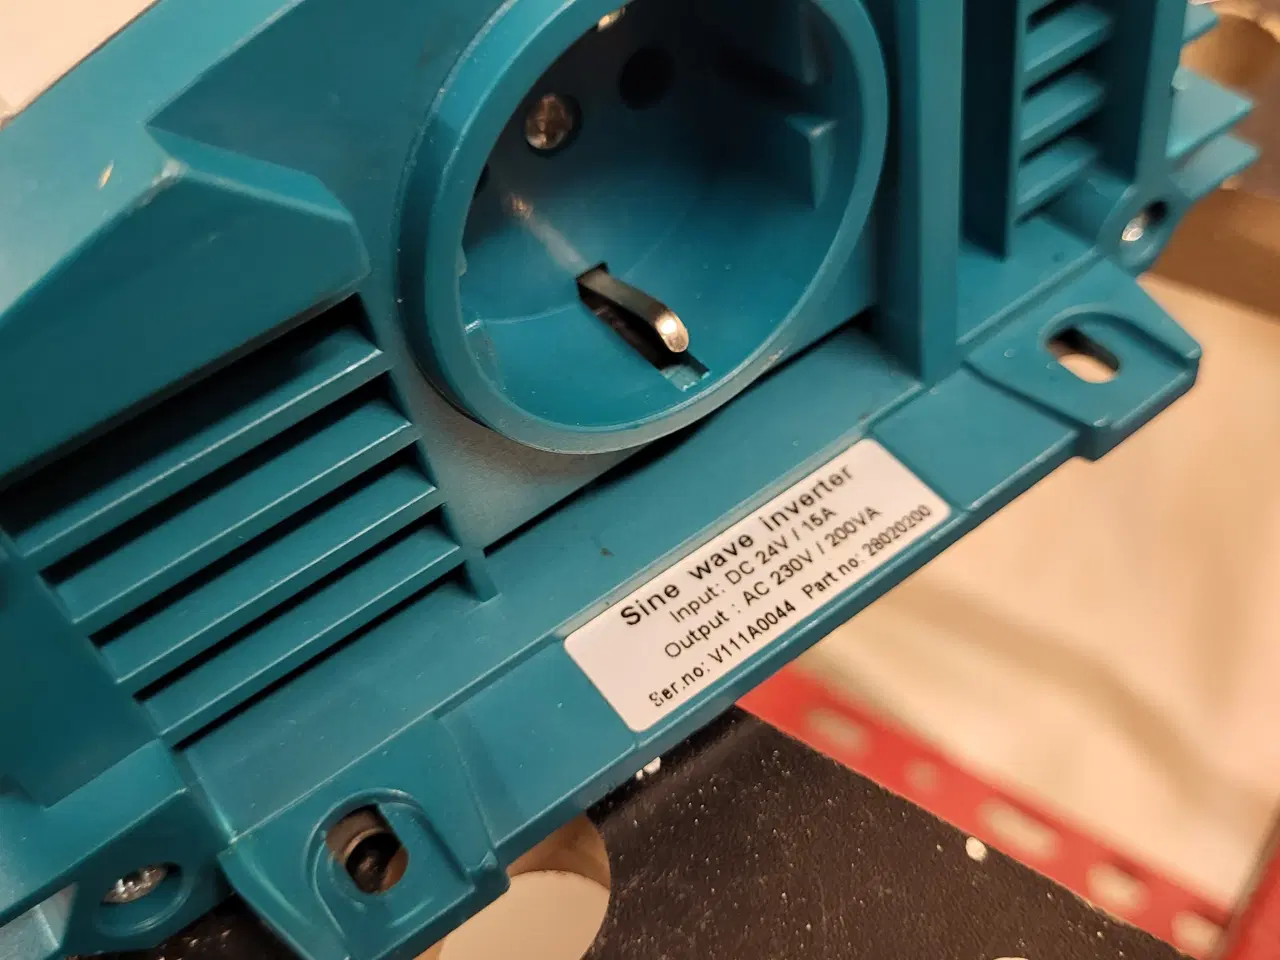 Sine wave inverter
Input: DC 24V / 15A
Output : AC 230V / 200VA
Ser.no: V111A0044 Part no: 28020200